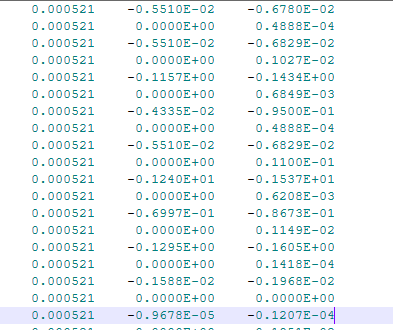 0.000521 -0.5510E-02 -0.6780E-02
0.000521 0.0000E+00 0.4888E-04
0.000521 -0.5510E-02 -0.6829E-02
0.000521 0.0000E+00 0.1027E-02
0.000521 -0.1157E+00 -0.1434E+00
0.000521 0.0000E+00 0.6849E-03
0.000521 -0.4335E-02 -0.9500E-01
0.000521 0.0000E+00 0.4888E-04
0.000521 -0.5510E-02 -0.6829E-02
0.000521 0.0000E+00 0.1100E-01
0.000521 -0.1240E+01 -0.1537E+01
0.000521 0.0000E+00 0.6208E-03
0.000521 -0.6997E-01 -0.8673E-01
0.000521 0.0000E+00 0.1149E-02
0.000521 -0.1295E+00 -0.1605E+00
0.000521 0.0000E+00 0.1418E-04
0.000521 -0.1588E-02 -0.1968E-02
0.000521 0.0000E+00 0.0000E+00
0.000521 -0.9678E-05 -0.1207E-04